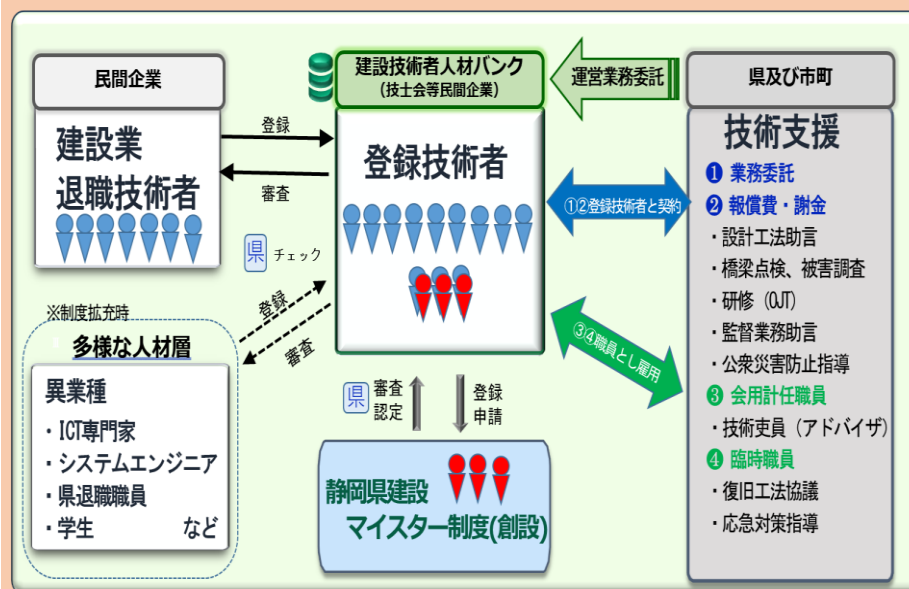 民間企業
建設業
退職技術者
登録
審査
県 チェック
※制度拡充時
多様な人材層
異業種
・ICT専門家
・システムエンジニア
・県退職職員
・学生 など
登録
審査
建設技術者人材バンク
(技士会等民間企業)
登録技術者
県 審査
認定
登録
申請
静岡県建設
マイスター制度(創設)
運営業務委託
①②登録技術者と契約
③④職員とし雇用
県及び市町
技術支援
❶ 業務委託
❷ 報償費・謝金
・設計工法助言
・橋梁点検、被害調査
・研修（OJT）
・監督業務助言
・公衆災害防止指導
❸ 会用計任職員
・技術支員（アドバイザ）
❹ 臨時職員
・復旧工法協議
・応急対策指導